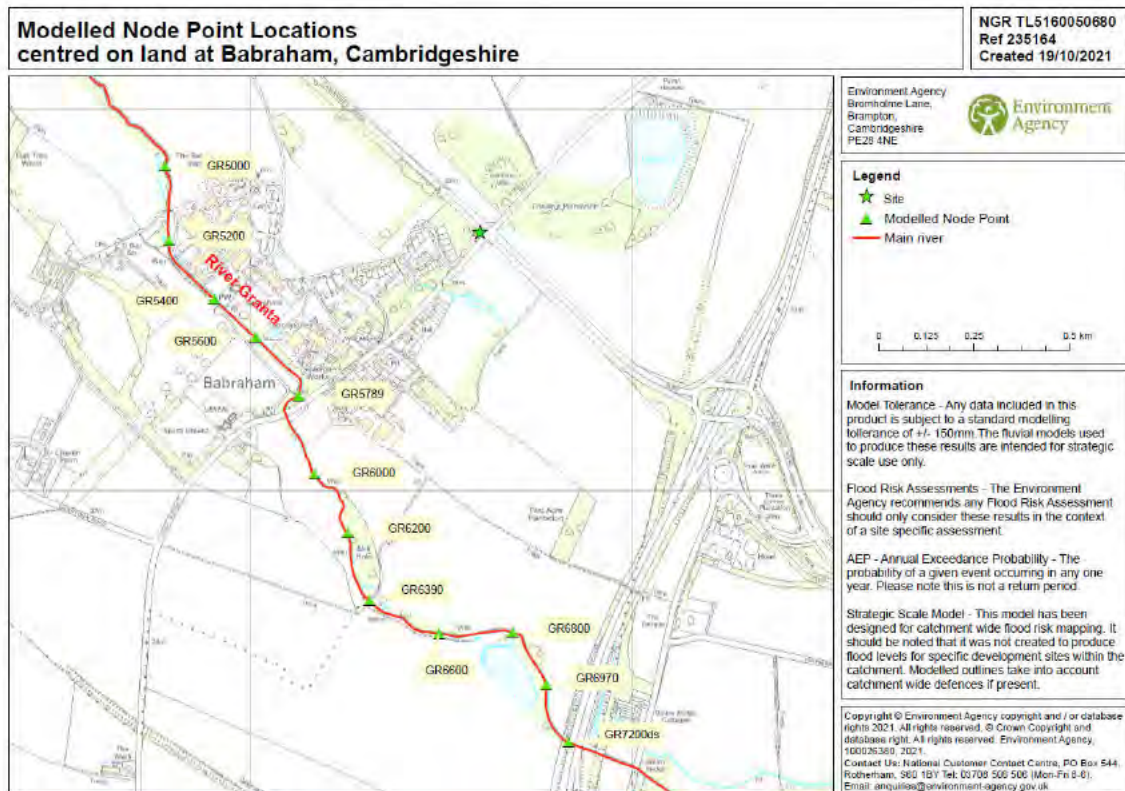 Modelled Node Point Locations
centred on land at Babraham, Cambridgeshire
NGR TL5160050680
Ref 235164
Created 19/10/2021
Environment Agency
Bromholme Lane,
Brampton,
Cambridgeshire
PE28 4NE
Environment
Agency
Legend
Site
Modelled Node Point
Main river
0 0.125 0.25 0.5 km
Information
Model Tolerance - Any data included in this
product is subject to a standard modelling
tollerance of +/- 150mm.The fluvial models used
to produce these results are intended for strategic
scale use only.
Flood Risk Assessments - The Environment
Agency recommends any Flood Risk Assessment
should only consider these results in the context
of a site specific assessment.
AEP - Annual Exceedance Probability - The
probability of a given event occurring in any one
year. Please note this is not a return period.
Strategic Scale Model - This model has been
designed for catchment wide flood risk mapping. It
should be noted that it was not created to produce
flood levels for specific development sites within the
catchment. Modelled outlines take into account
catchment wide defences if present.
Copyright © Environment Agency copyright and / or database
rights 2021. All rights reserved. © Crown Copyright and
database right. All rights reserved. Environment Agency,
100026380, 2021.
Contact Us: National Customer Contact Centre, PO Box 544,
Rotherham, S60 1BY Tel: 03708 506 506 (Mon-Fri 8-6).
Email: enquiries@environment-agency.gov.uk
GR5000
GR5200
River Granta
GR5400
GR5600
Babraham
GR5789
GR6000
GR6200
GR6390
GR6600
GR6800
GR6970
GR7200ds